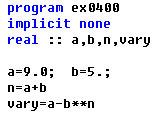 program ex0400
implicit none
real :: a,b,n,vary
a=9.0;  b=5.;
n=a+b
vary=a-b**n